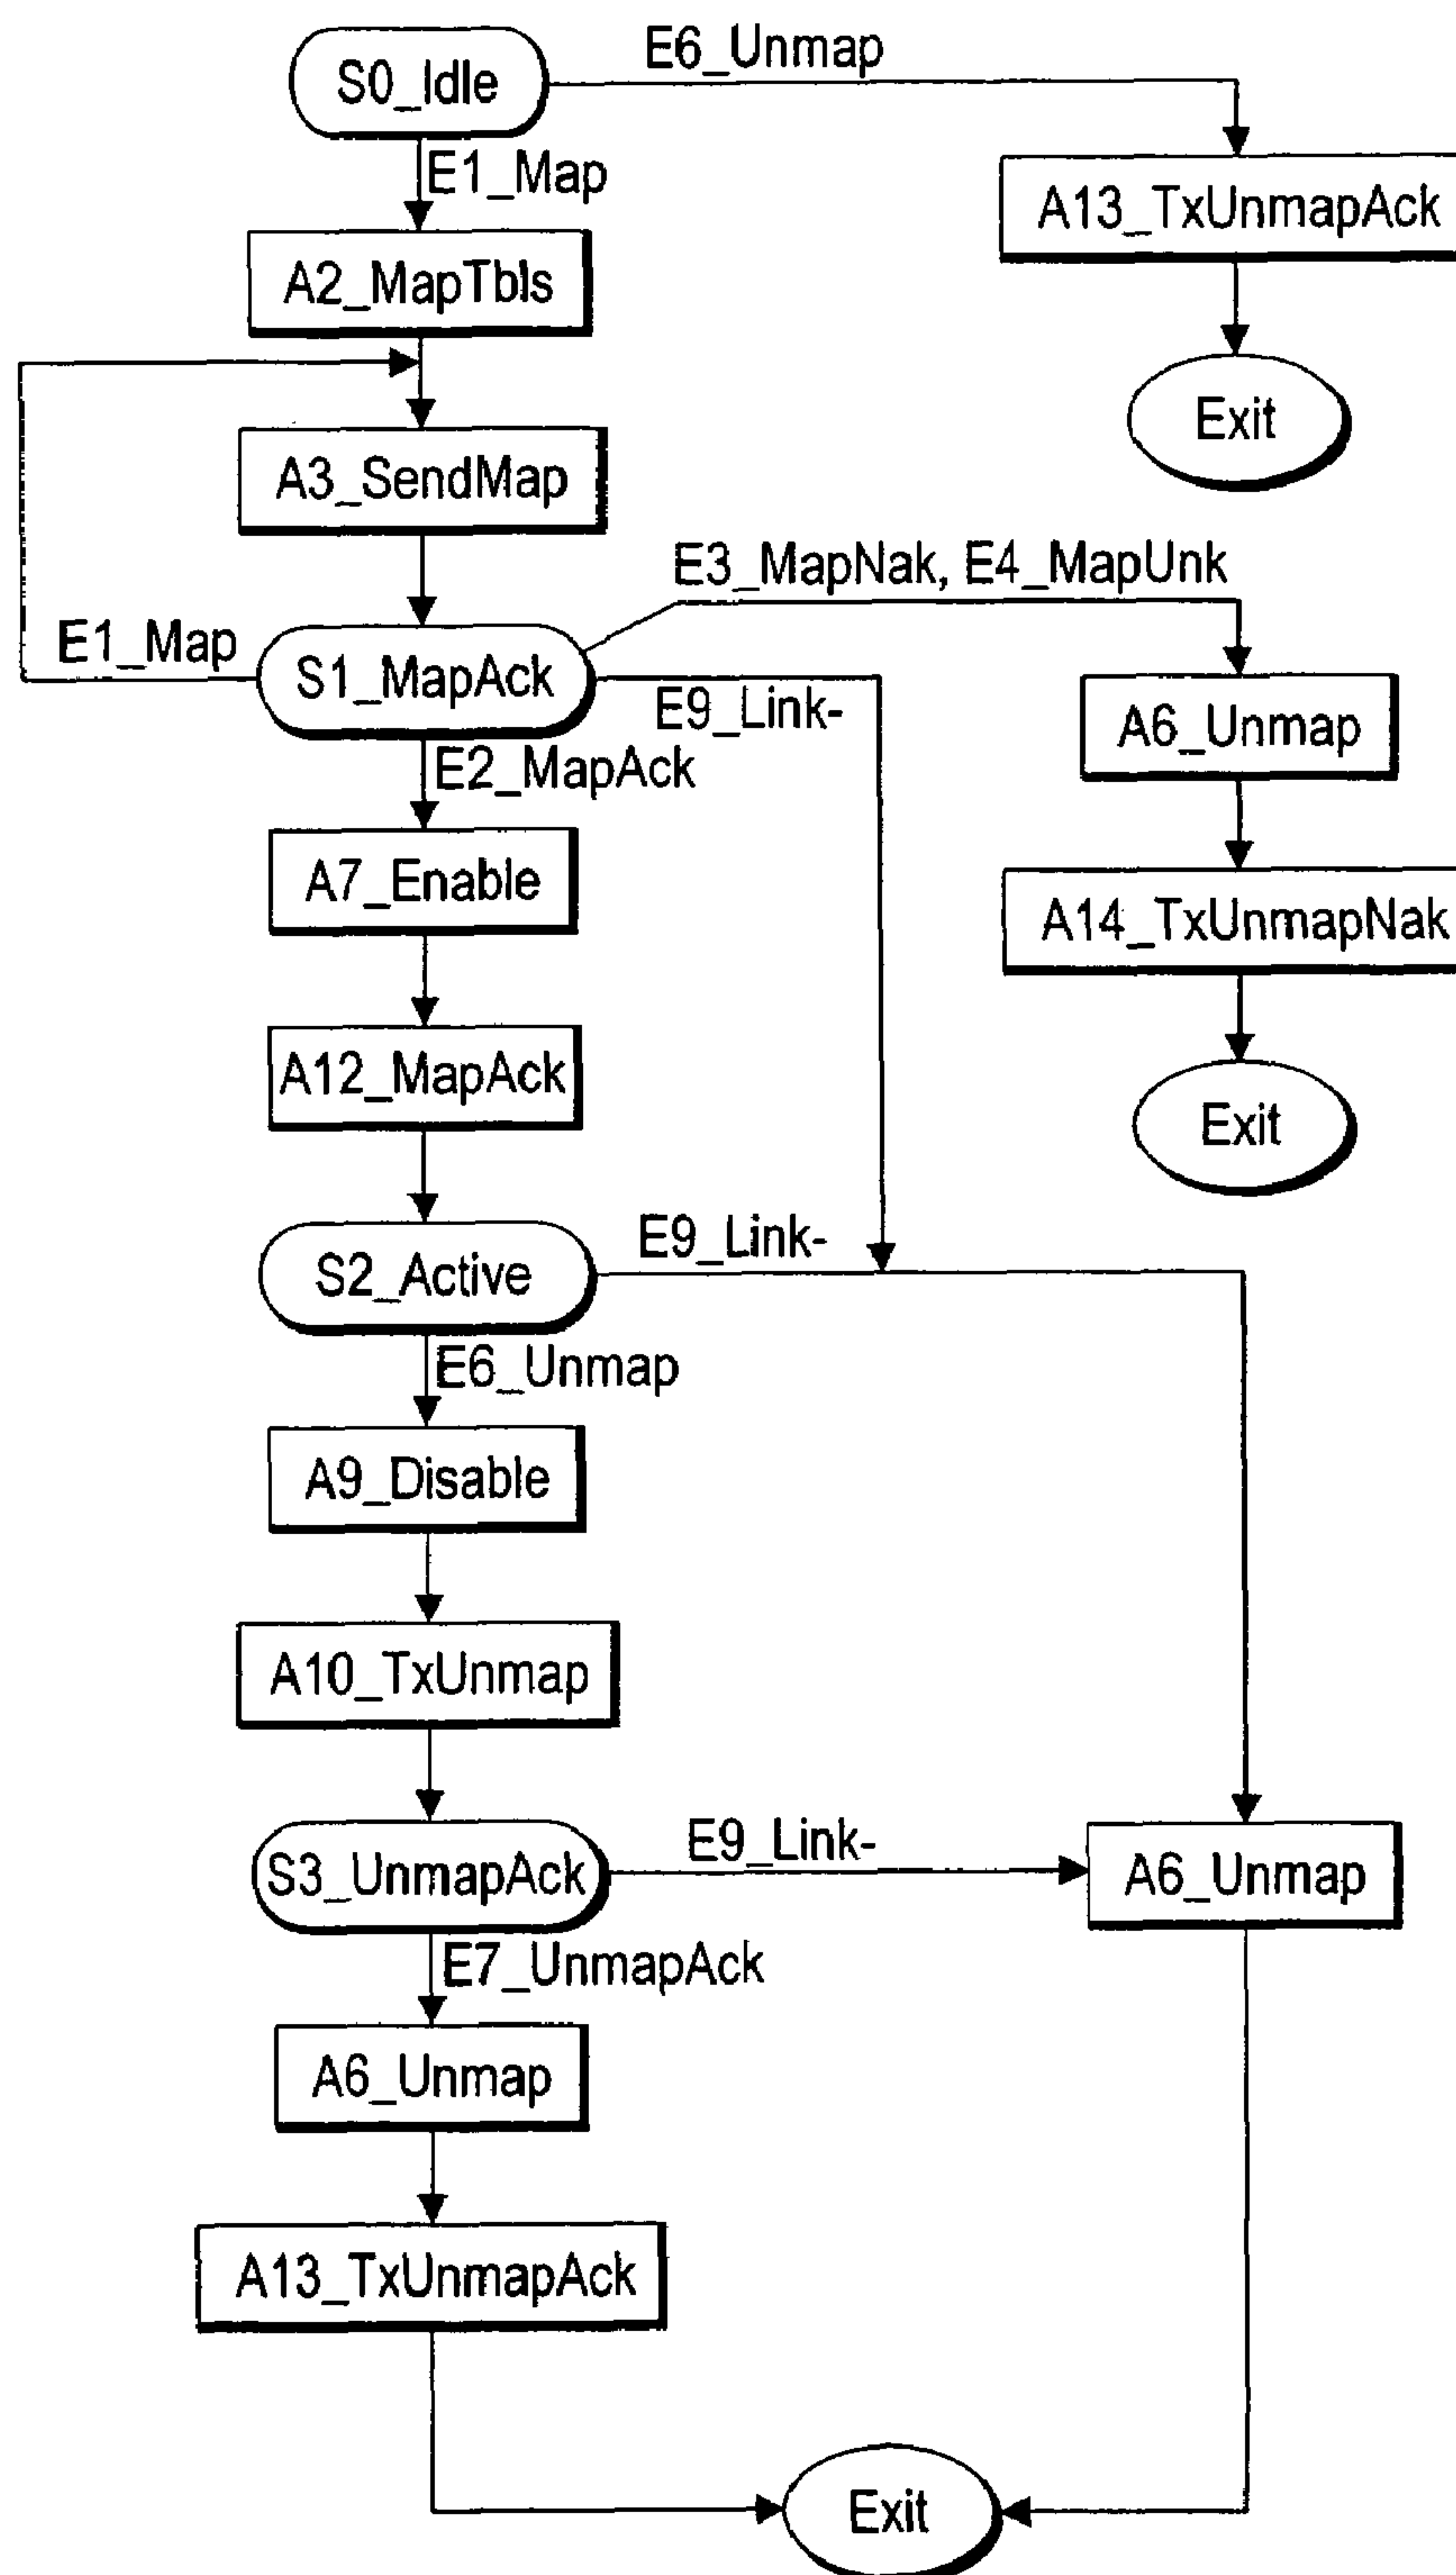 S0_Idle
E6_Unmap
E1_Map
A13_TxUnmapAck
A2_MapTbls
Exit
A3_SendMap
E3_MapNak, E4_MapUnk
E1_Map
S1_MapAck
E9_Link-
A6_Unmap
E2_MapAck
A7_Enable
A14_TxUnmapNak
A12_MapAck
Exit
E9_Link-
S2_Active
E6_Unmap
A9_Disable
A10_TxUnmap
E9_Link-
S3_UnmapAck
A6_Unmap
E7_UnmapAck
A6_Unmap
A13_TxUnmapAck
Exit